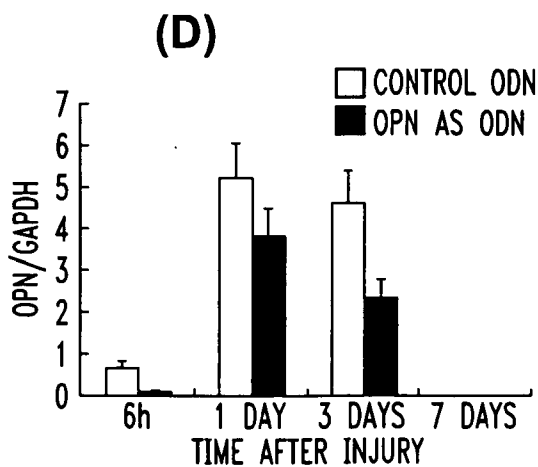 (D)
CONTROL ODN
OPN AS ODN
7
6
5
4
3
2
1
0
OPN/GAPDH
6h 1 DAY 3 DAYS 7 DAYS
TIME AFTER INJURY